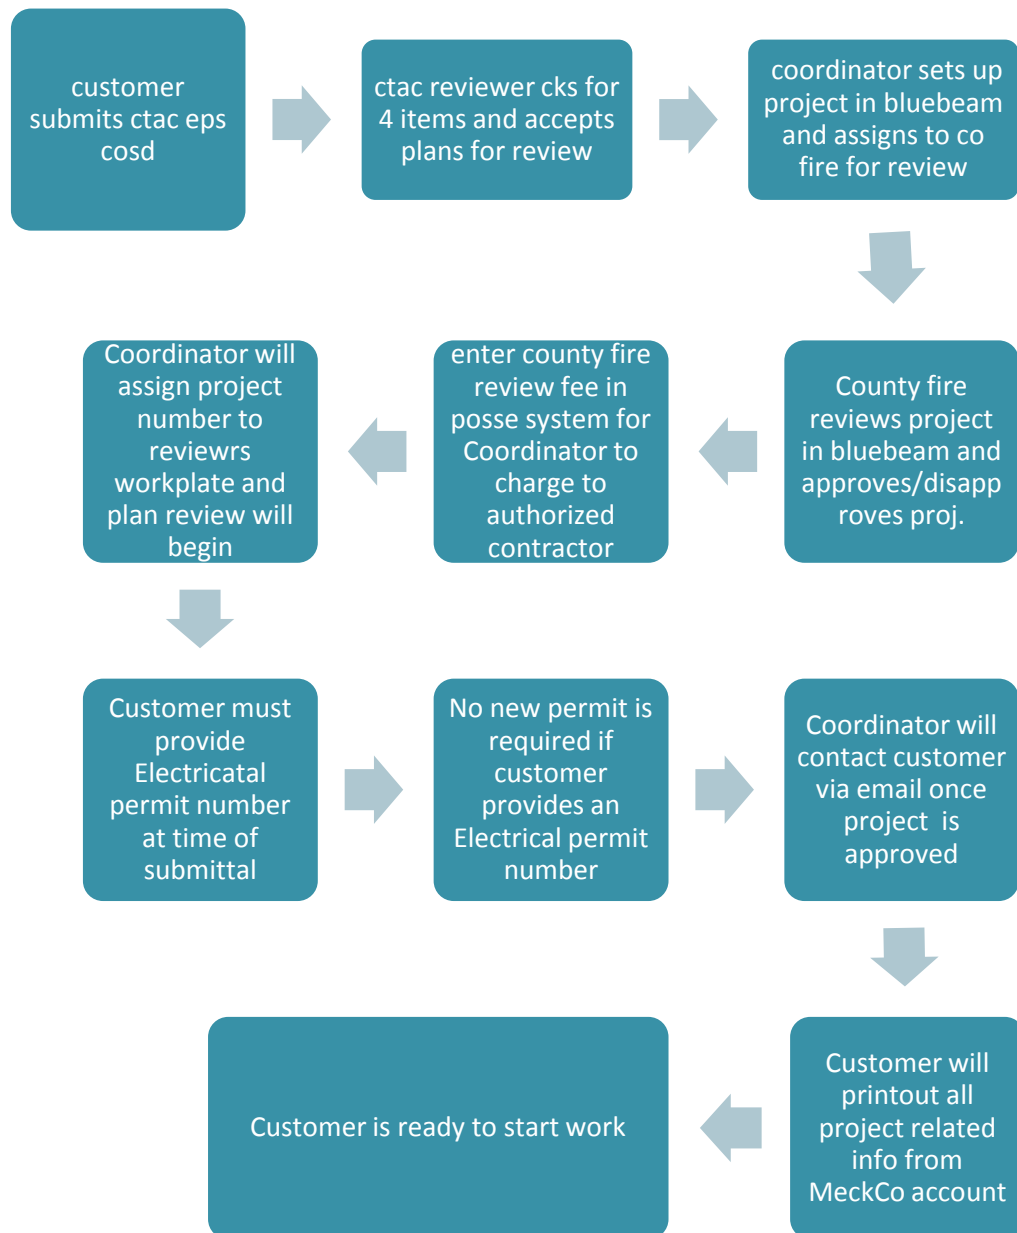 customer
submits ctac eps
cosd
ctac reviewer cks for
4 items and accepts
plans for review
coordinator sets up
project in bluebeam
and assigns to co
fire for review
County fire
reviews project
in bluebeam and
approves/disapp
roves proj.
enter county fire
review fee in
posse system for
Coordinator to
charge to
authorized
contractor
Coordinator will
assign project
number to
reviewrs
workplate and
plan review will
begin
Customer must
provide
Electricatal
permit number
at time of
submittal
No new permit is
required if
customer
provides an
Electrical permit
number
Coordinator will
contact customer
via email once
project is
approved
Customer will
printout all
project related
info from
MeckCo account
Customer is ready to start work